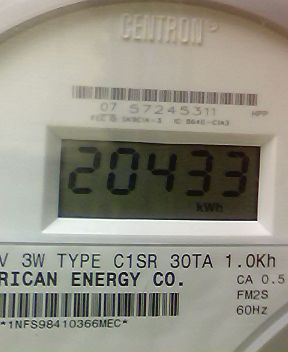 CENTRON®
07 57245311
HPP
20433
kWh
V 3W TYPE C1SR 30TA 1.0Kh
RICAN ENERGY CO.
CA 0.5
FM2S
60Hz
*1NFS98410366MEC*